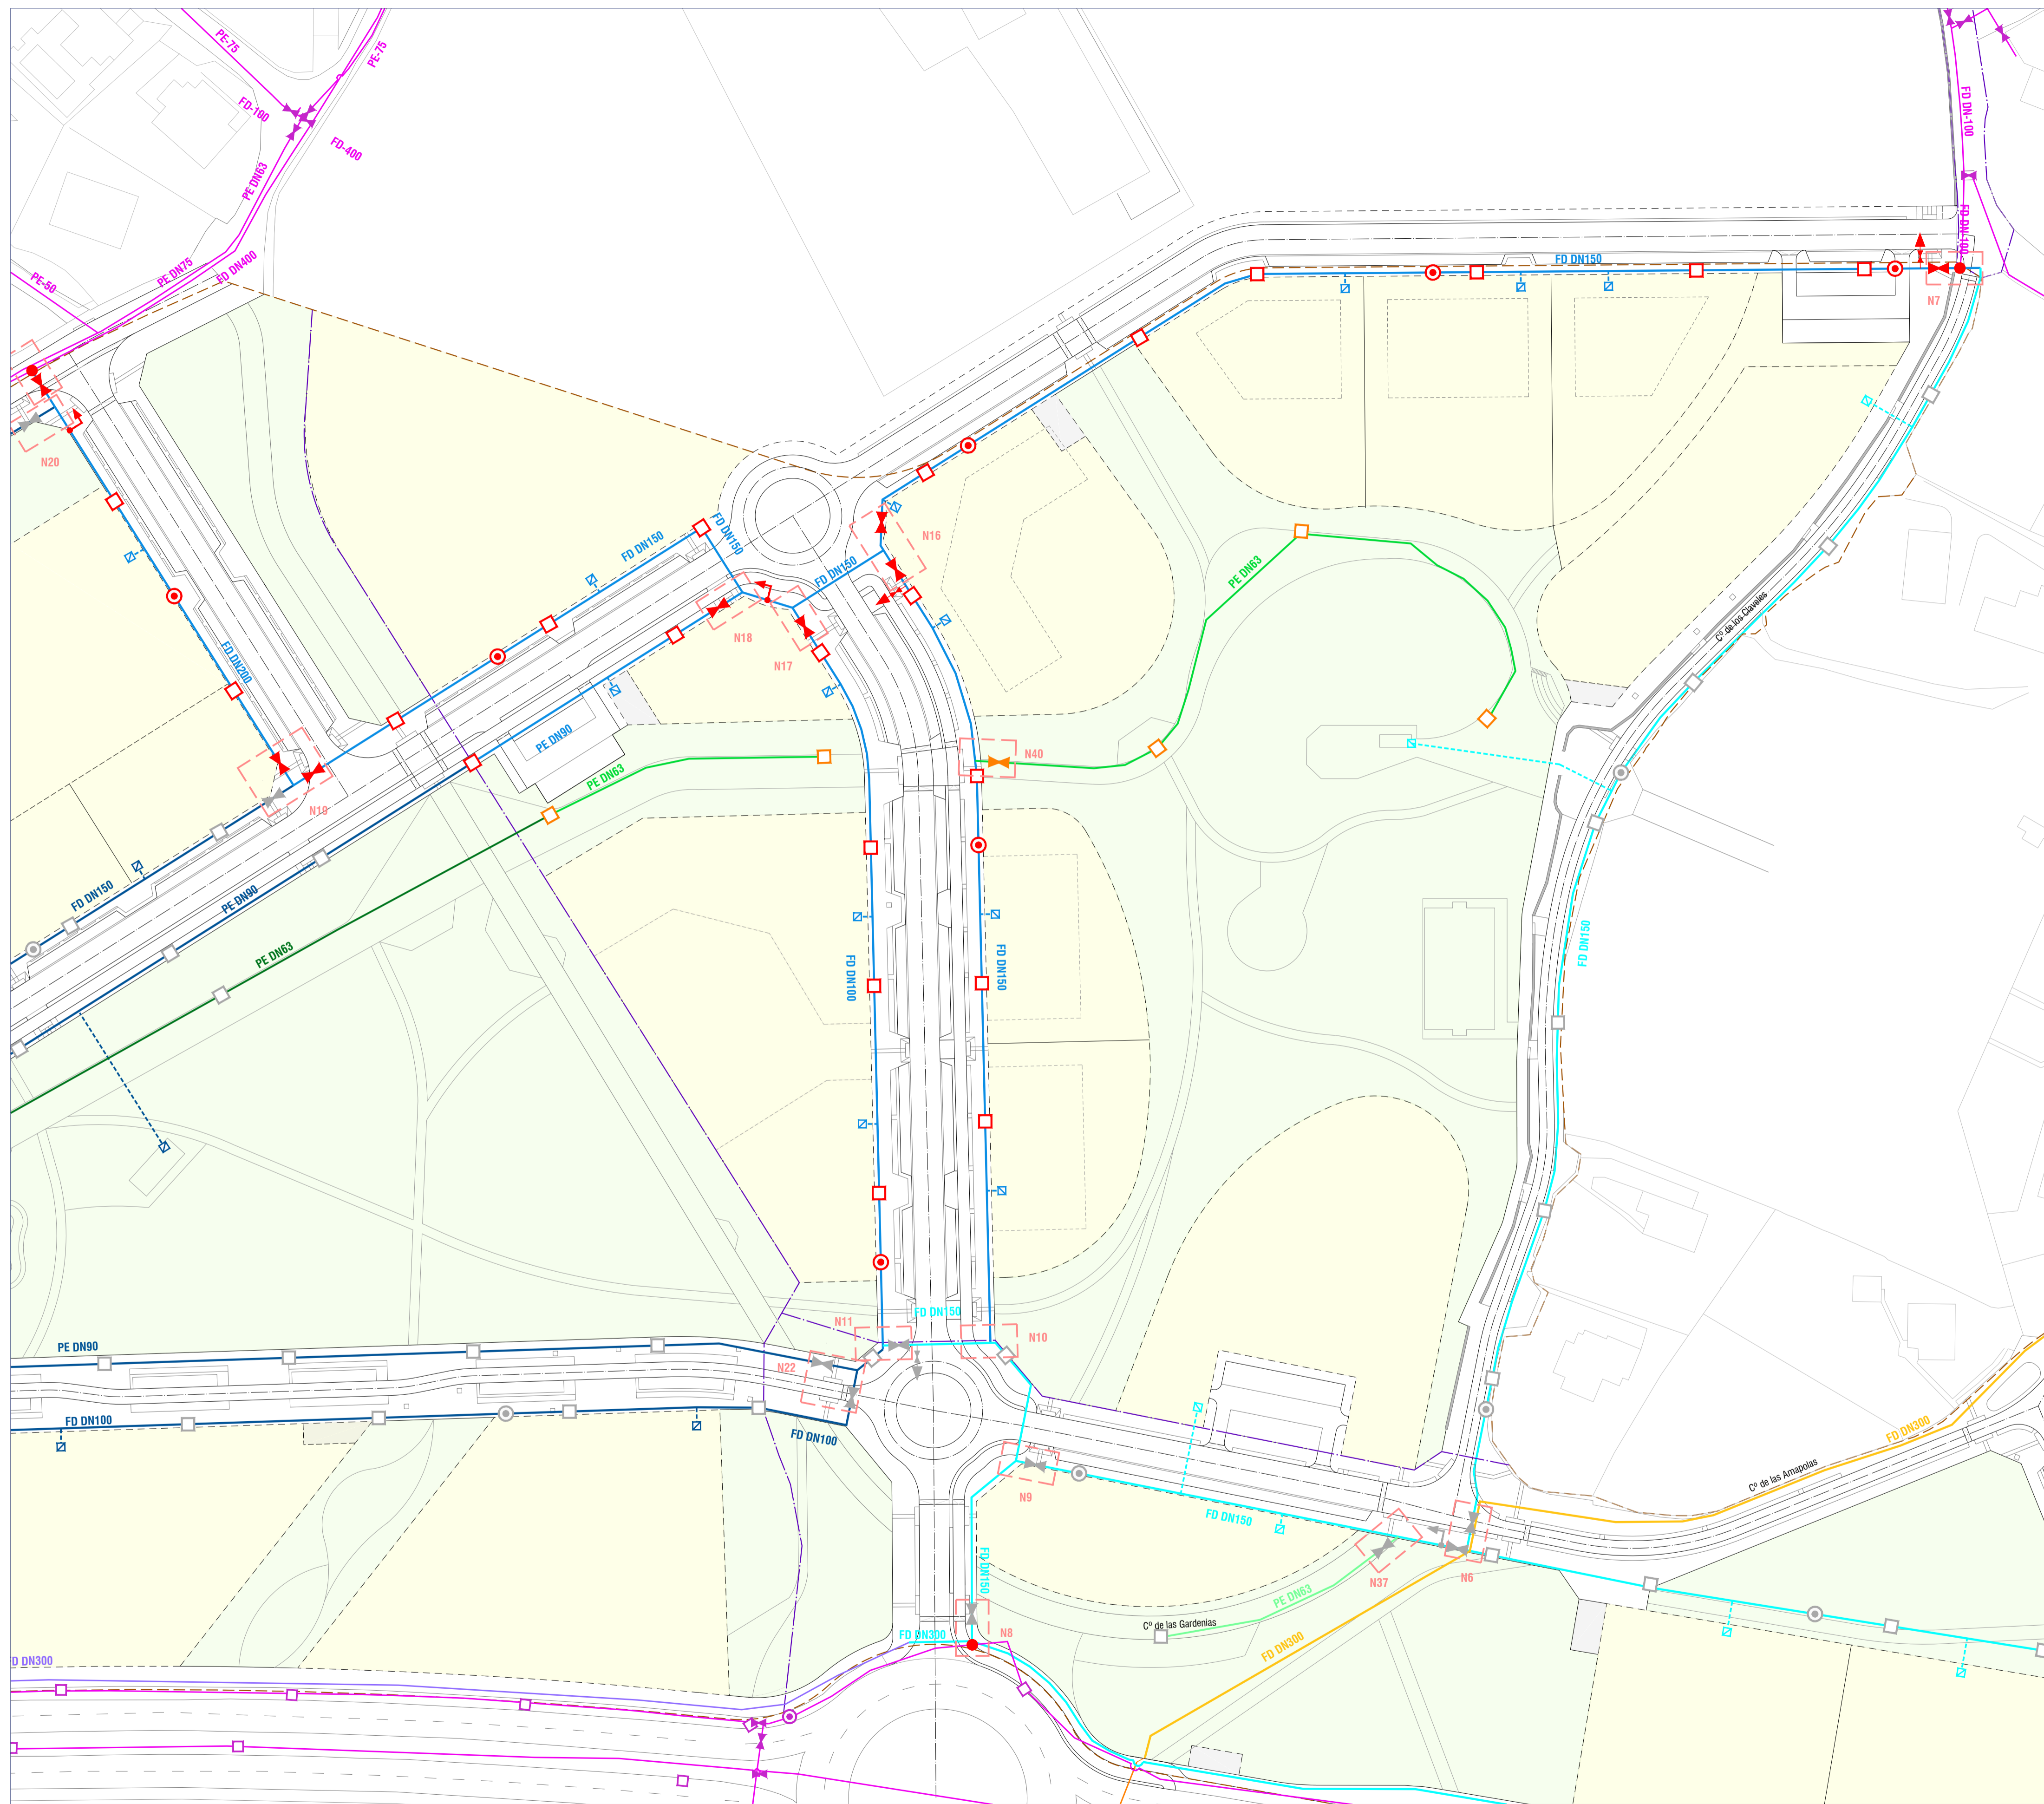 PE-75
PE-75
FD-100
FD-400
PE DN63
PE DN75
FD DN400
PE-50
FD DN-100
FD DN-100
FD DN150
N7
N20
N16
FD DN150
FD DN150
FD DN150
PE DN63
N18
N17
FD DN200
Cº de los Claveles
PE DN90
N40
PE DN63
N19
FD DN150
PE DN90
PE DN63
FD DN100
FD DN150
FD DN150
FD DN150
N11
N10
PE DN90
N22
FD DN100
FD DN100
FD DN300
Cº de las Amapolas
N9
FD DN150
N37
N6
FD DN150
PE DN63
Cº de las Gardenias
FD DN300
N8
FD DN300
FD DN300